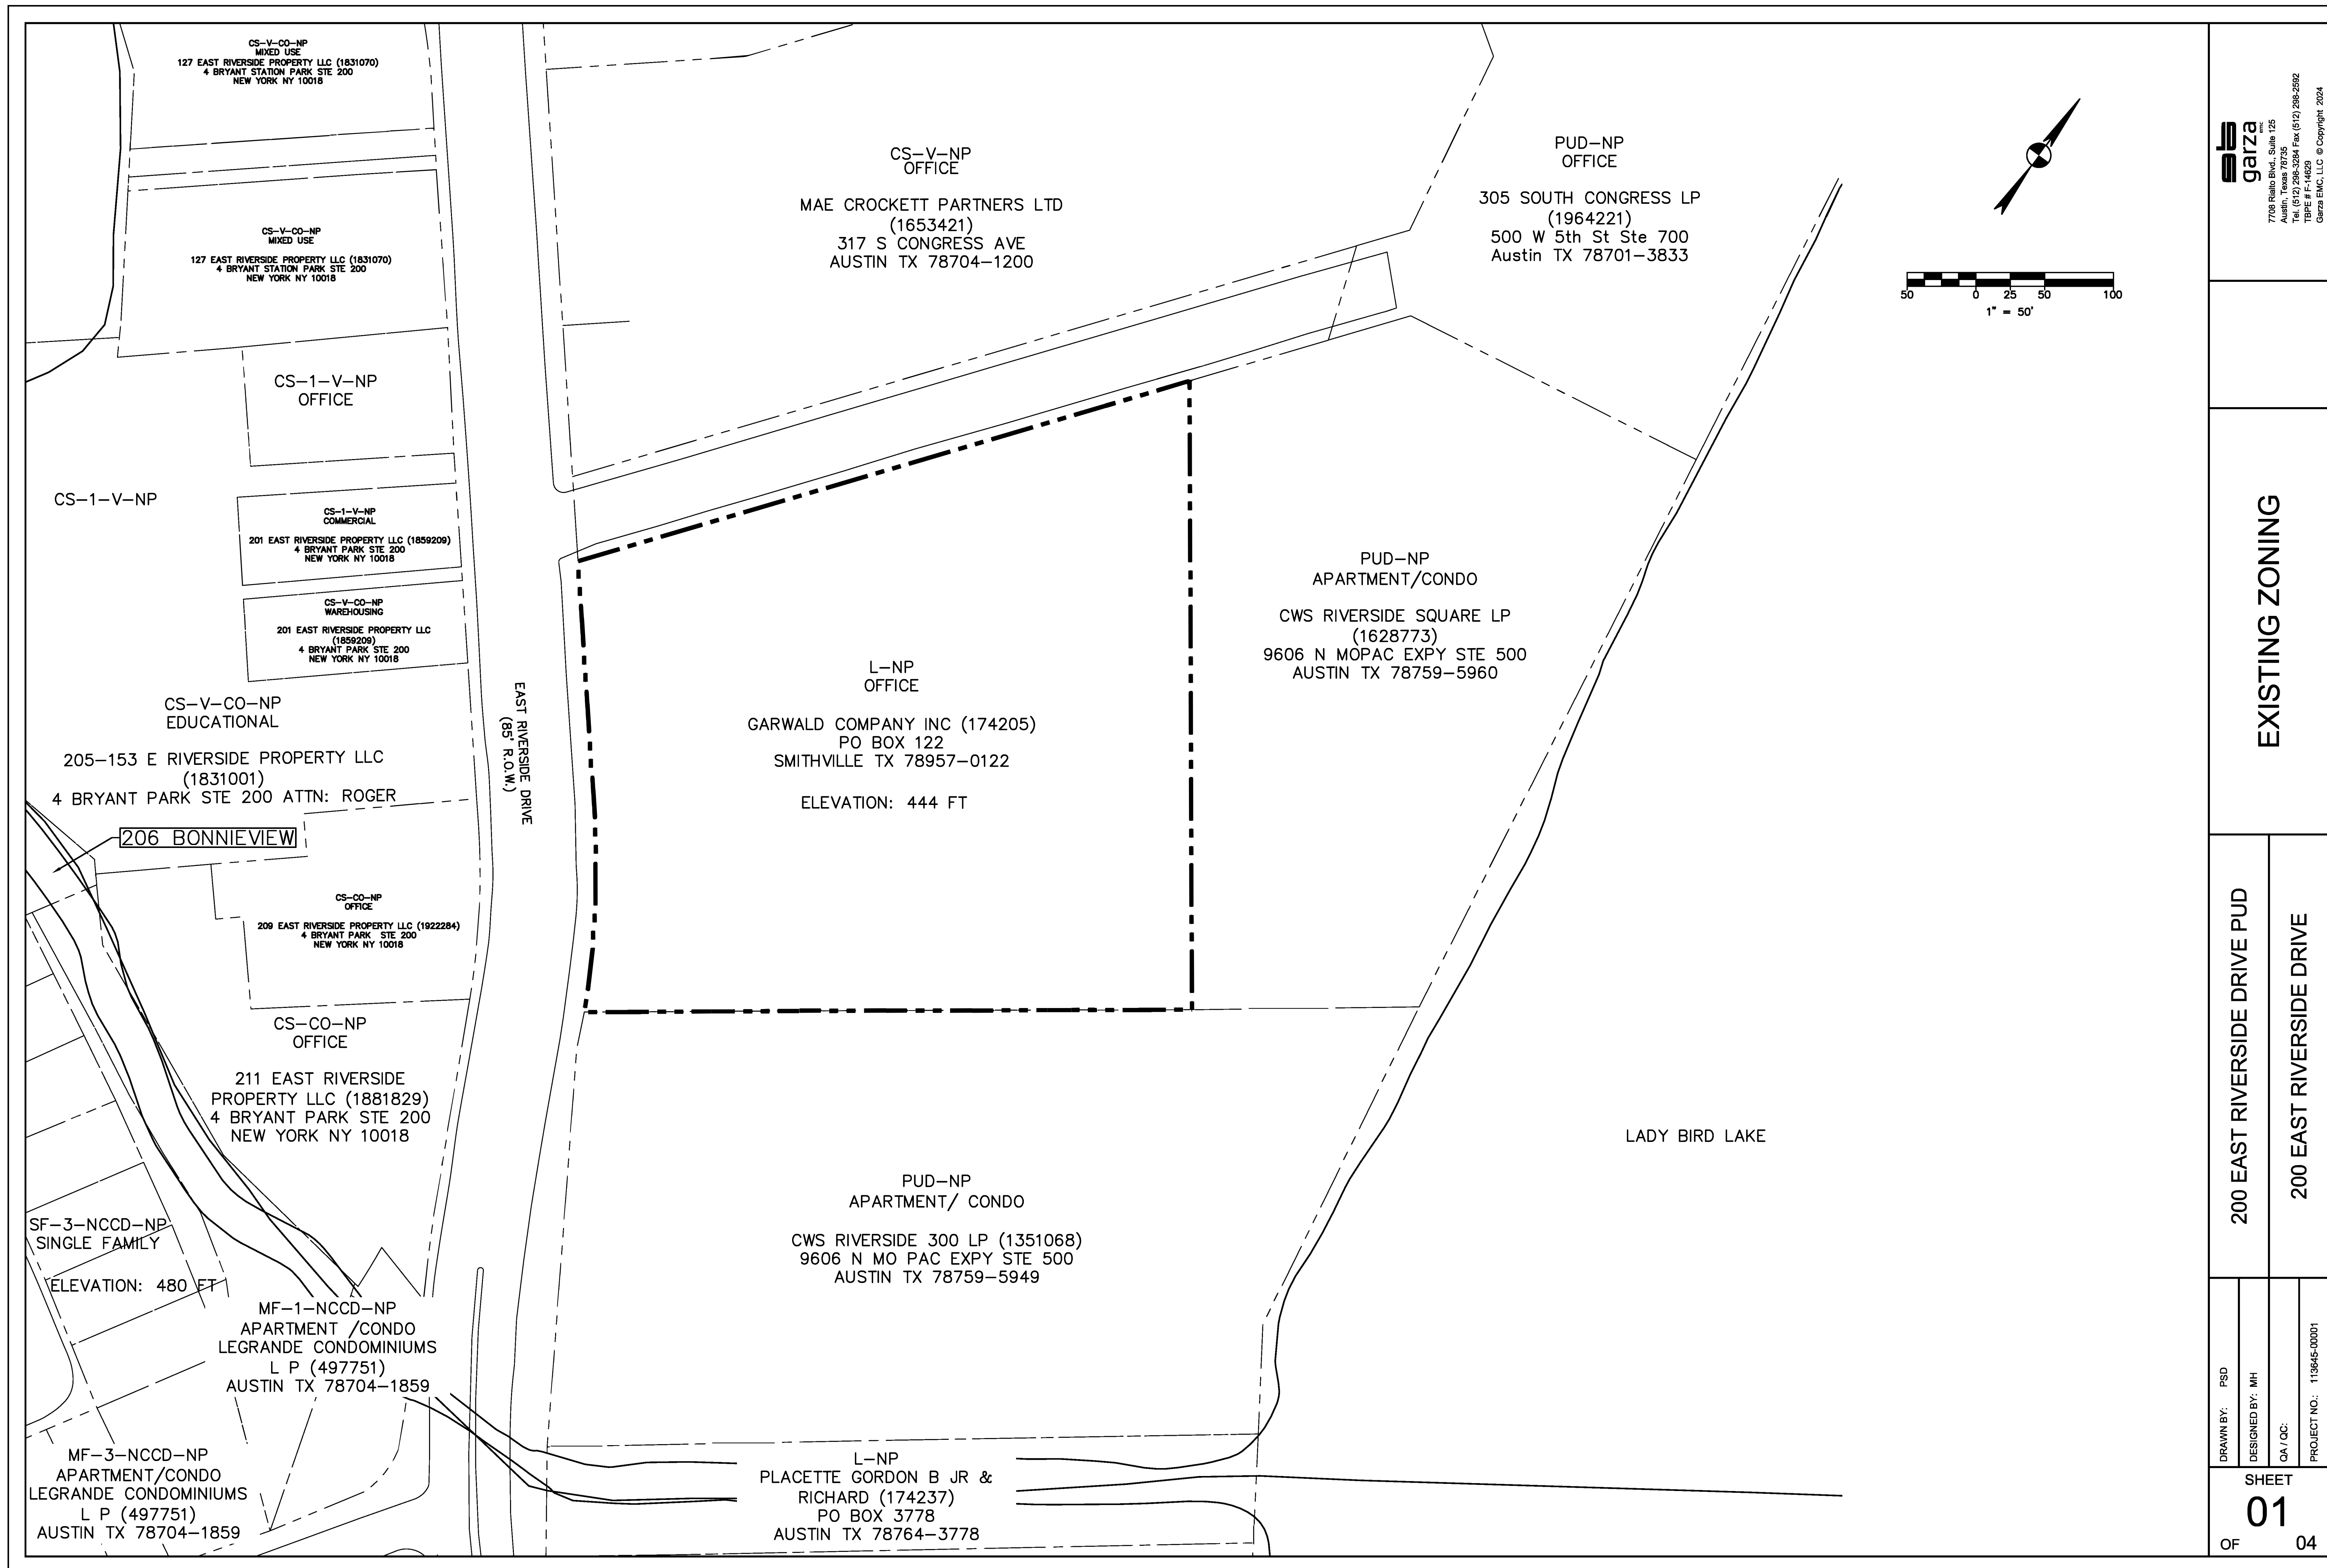 CS-V-CO-NP
MIXED USE
127 EAST RIVERSIDE PROPERTY LLC (1831070)
4 BRYANT STATION PARK STE 200
NEW YORK NY 10018
CS-V-CO-NP
MIXED USE
127 EAST RIVERSIDE PROPERTY LLC (1831070)
4 BRYANT STATION PARK STE 200
NEW YORK NY 10018
CS-1-V-NP
OFFICE
CS-1-V-NP
CS-1-V-NP
COMMERCIAL
201 EAST RIVERSIDE PROPERTY LLC (1859209)
4 BRYANT PARK STE 200
NEW YORK NY 10018
CS-V-CO-NP
WAREHOUSING
201 EAST RIVERSIDE PROPERTY LLC
(1859209)
4 BRYANT PARK STE 200
NEW YORK NY 10018
CS-V-CO-NP
EDUCATIONAL
205-153 E RIVERSIDE PROPERTY LLC
(1831001)
4 BRYANT PARK STE 200 ATTN: ROGER
206 BONNIEVIEW
CS-CO-NP
OFFICE
209 EAST RIVERSIDE PROPERTY LLC (1922284)
4 BRYANT PARK STE 200
NEW YORK NY 10018
CS-CO-NP
OFFICE
211 EAST RIVERSIDE
PROPERTY LLC (1881829)
4 BRYANT PARK STE 200
NEW YORK NY 10018
SF-3-NCCD-NP
SINGLE FAMILY
ELEVATION: 480 FT
MF-1-NCCD-NP
APARTMENT /CONDO
LEGRANDE CONDOMINIUMS
L P (497751)
AUSTIN TX 78704-1859
MF-3-NCCD-NP
APARTMENT/CONDO
LEGRANDE CONDOMINIUMS
L P (497751)
AUSTIN TX 78704-1859
EAST RIVERSIDE DRIVE
(85' R.O.W.)
CS-V-NP
OFFICE
MAE CROCKETT PARTNERS LTD
(1653421)
317 S CONGRESS AVE
AUSTIN TX 78704-1200
PUD-NP
OFFICE
305 SOUTH CONGRESS LP
(1964221)
500 W 5th St Ste 700
Austin TX 78701-3833
L-NP
OFFICE
GARWALD COMPANY INC (174205)
PO BOX 122
SMITHVILLE TX 78957-0122
ELEVATION: 444 FT
PUD-NP
APARTMENT/CONDO
CWS RIVERSIDE SQUARE LP
(1628773)
9606 N MOPAC EXPY STE 500
AUSTIN TX 78759-5960
PUD-NP
APARTMENT/ CONDO
CWS RIVERSIDE 300 LP (1351068)
9606 N MO PAC EXPY STE 500
AUSTIN TX 78759-5949
L-NP
PLACETTE GORDON B JR &
RICHARD (174237)
PO BOX 3778
AUSTIN TX 78764-3778
LADY BIRD LAKE
50 0 25 50 100
1" = 50'
garza
emc
7708 Rialto Blvd., Suite 125
Austin, Texas 78735
Tel. (512) 298-3284 Fax (512) 298-2592
TBPE # F-14629
Garza EMC, LLC © Copyright 2024
EXISTING ZONING
200 EAST RIVERSIDE DRIVE PUD
200 EAST RIVERSIDE DRIVE
DRAWN BY: PSD
DESIGNED BY: MH
QA / QC:
PROJECT NO.: 113645-00001
SHEET
01
OF 04